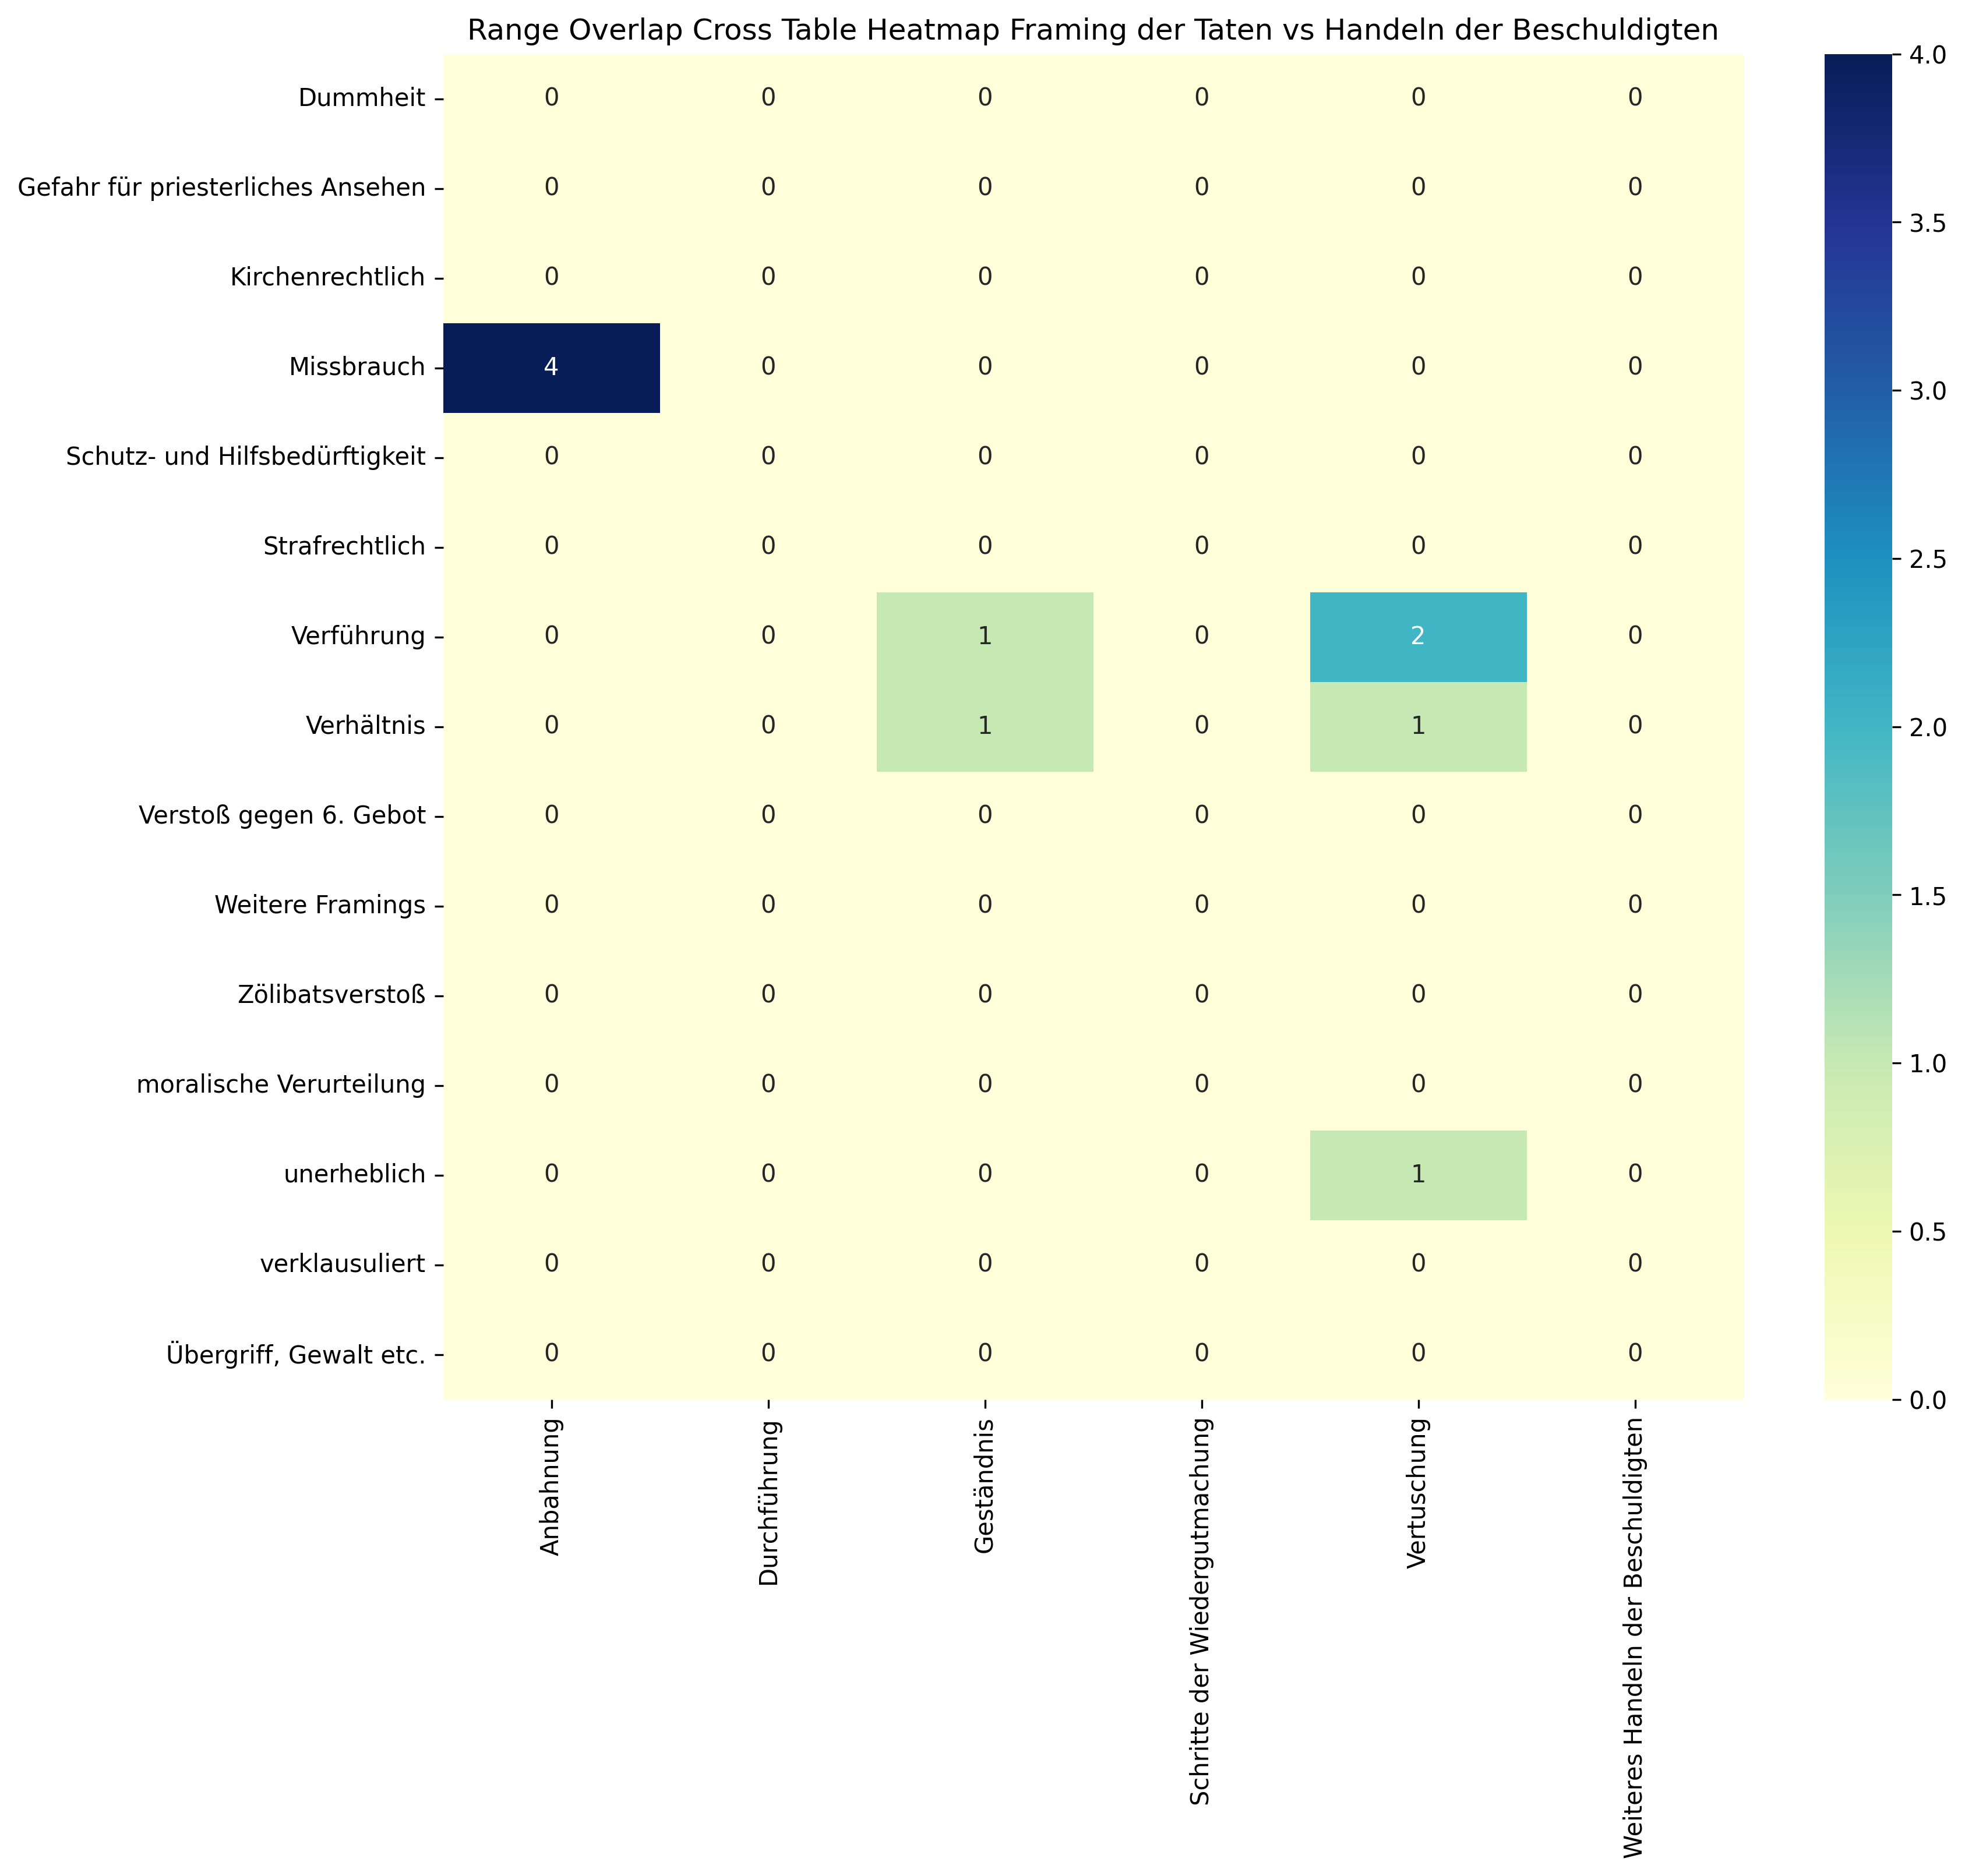 Range Overlap Cross Table Heatmap Framing der Taten vs Handeln der Beschuldigten
Dummheit 0 0 0 0 0 0
Gefahr für priesterliches Ansehen 0 0 0 0 0 0
Kirchenrechtlich 0 0 0 0 0 0
Missbrauch 4 0 0 0 0 0
Schutz- und Hilfsbedürftigkeit 0 0 0 0 0 0
Strafrechtlich 0 0 0 0 0 0
Verführung 0 0 1 0 2 0
Verhältnis 0 0 1 0 1 0
Verstoß gegen 6. Gebot 0 0 0 0 0 0
Weitere Framings 0 0 0 0 0 0
Zölibatsverstoß 0 0 0 0 0 0
moralische Verurteilung 0 0 0 0 0 0
unerheblich 0 0 0 0 1 0
verklausuliert 0 0 0 0 0 0
Übergriff, Gewalt etc. 0 0 0 0 0 0
Anbahnung
Durchführung
Geständnis
Schritte der Wiedergutmachung
Vertuschung
Weiteres Handeln der Beschuldigten
4.0
3.5
3.0
2.5
2.0
1.5
1.0
0.5
0.0